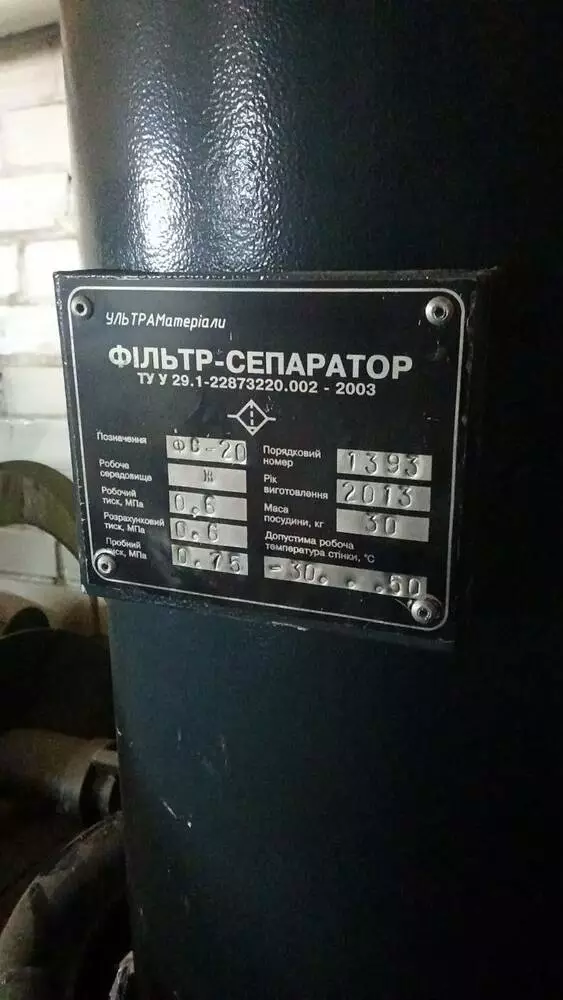 УЛЬТРАМатеріали
ФІЛЬТР-СЕПАРАТОР
ТУ У 29.1-22873220.002 - 2003
Позначення ФС-20
Робоче
середовище Ж
Робочий
тиск, МПа 0,6
Розрахунковий
тиск, МПа 0,6
Пробний
тиск, МПа 0,75
Порядковий
номер 1393
Рік
виготовлення 2013
Маса
посудини, кг 30
Допустима робоча
температура стінки, °С
-30...50